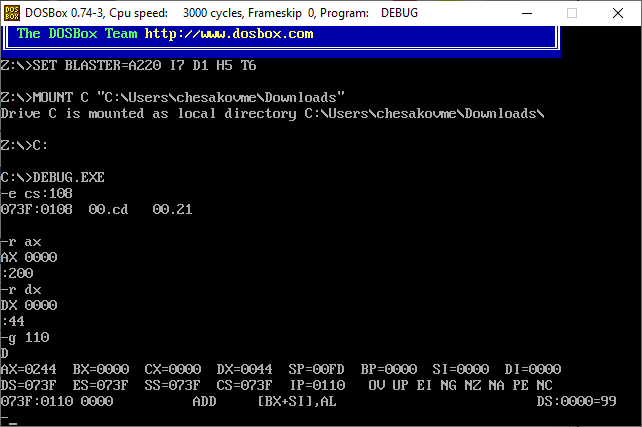 DOSBox 0.74-3, Cpu speed: 3000 cycles, Frameskip 0, Program: DEBUG
The DOSBox Team http://www.dosbox.com
Z:\>SET BLASTER=A220 I7 D1 H5 T6
Z:\>MOUNT C "C:\Users\chesakovme\Downloads"
Drive C is mounted as local directory C:\Users\chesakovme\Downloads\
Z:\>C:
C:\>DEBUG.EXE
-e cs:108
073F:0108 00.cd 00.21
-r ax
AX 0000
:200
-r dx
DX 0000
:44
-g 110
D
AX=0244 BX=0000 CX=0000 DX=0044 SP=00FD BP=0000 SI=0000 DI=0000
DS=073F ES=073F SS=073F CS=073F IP=0110 OV UP EI NG NZ NA PE NC
073F:0110 0000 ADD [BX+SI],AL DS:0000=99
-_